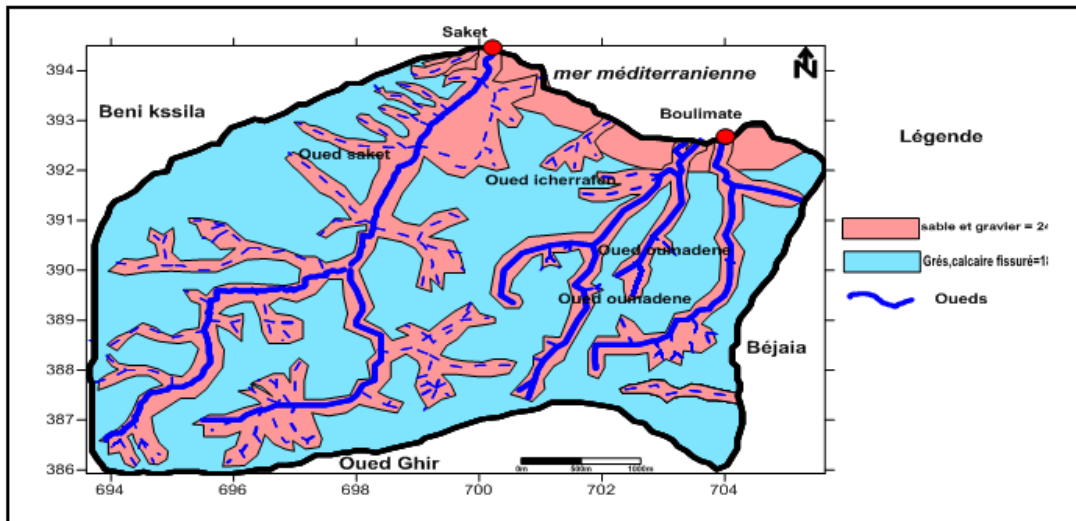 Saket
394
mer méditerranienne
N
Beni kssila
393
Boulimate
Légende
392
Oued saket
Oued icherrafen
391
sable et gravier = 24
390
Oued oulmadene
Grés,calcaire fissuré=18
Oued oulmadene
Oueds
389
388
Béjaia
387
386
Oued Ghir
0m 500m 1000m
694 696 698 700 702 704